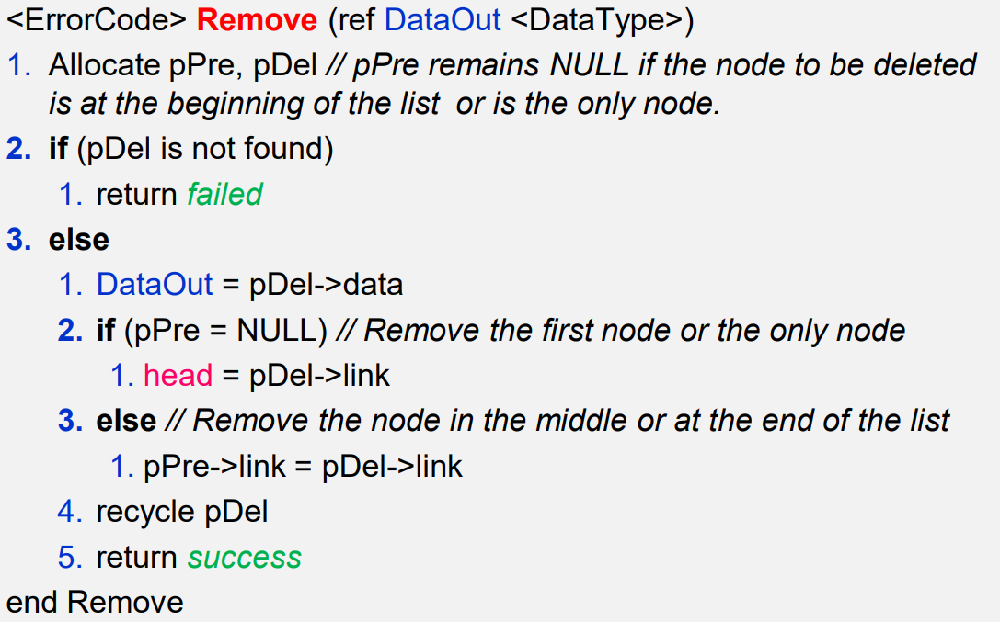 <ErrorCode> Remove (ref DataOut <DataType>)
1. Allocate pPre, pDel // pPre remains NULL if the node to be deleted
is at the beginning of the list or is the only node.
2. if (pDel is not found)
1. return failed
3. else
1. DataOut = pDel->data
2. if (pPre = NULL) // Remove the first node or the only node
1. head = pDel->link
3. else // Remove the node in the middle or at the end of the list
1. pPre->link = pDel->link
4. recycle pDel
5. return success
end Remove